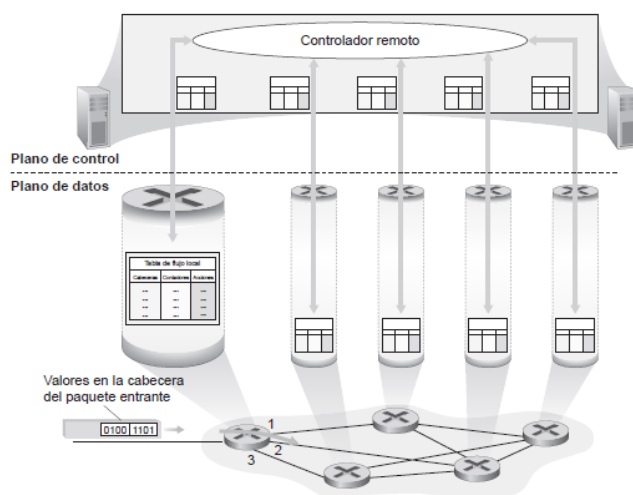 Controlador remoto
Plano de control
Plano de datos
Tabla de flujo local
Cabeceras Contadores Acciones
Valores en la cabecera
del paquete entrante
0100 1101
1
2
3